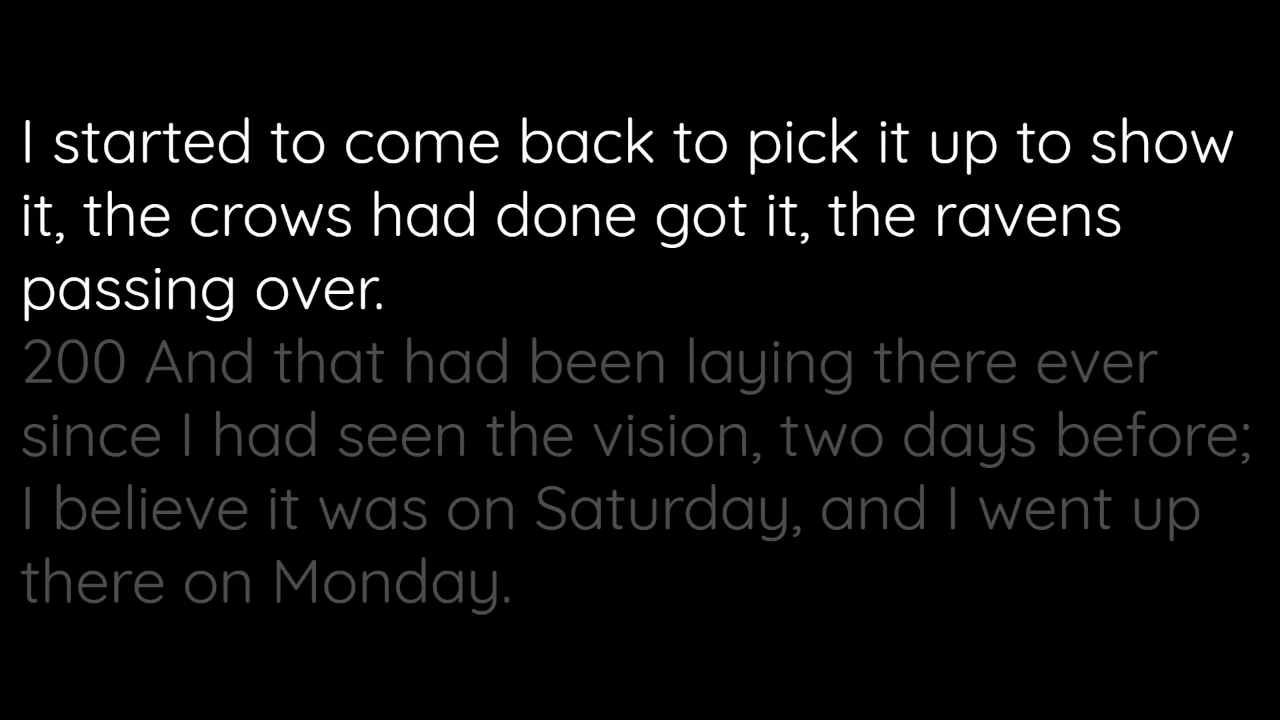 I started to come back to pick it up to show
it, the crows had done got it, the ravens
passing over.
200 And that had been laying there ever
since I had seen the vision, two days before;
I believe it was on Saturday, and I went up
there on Monday.